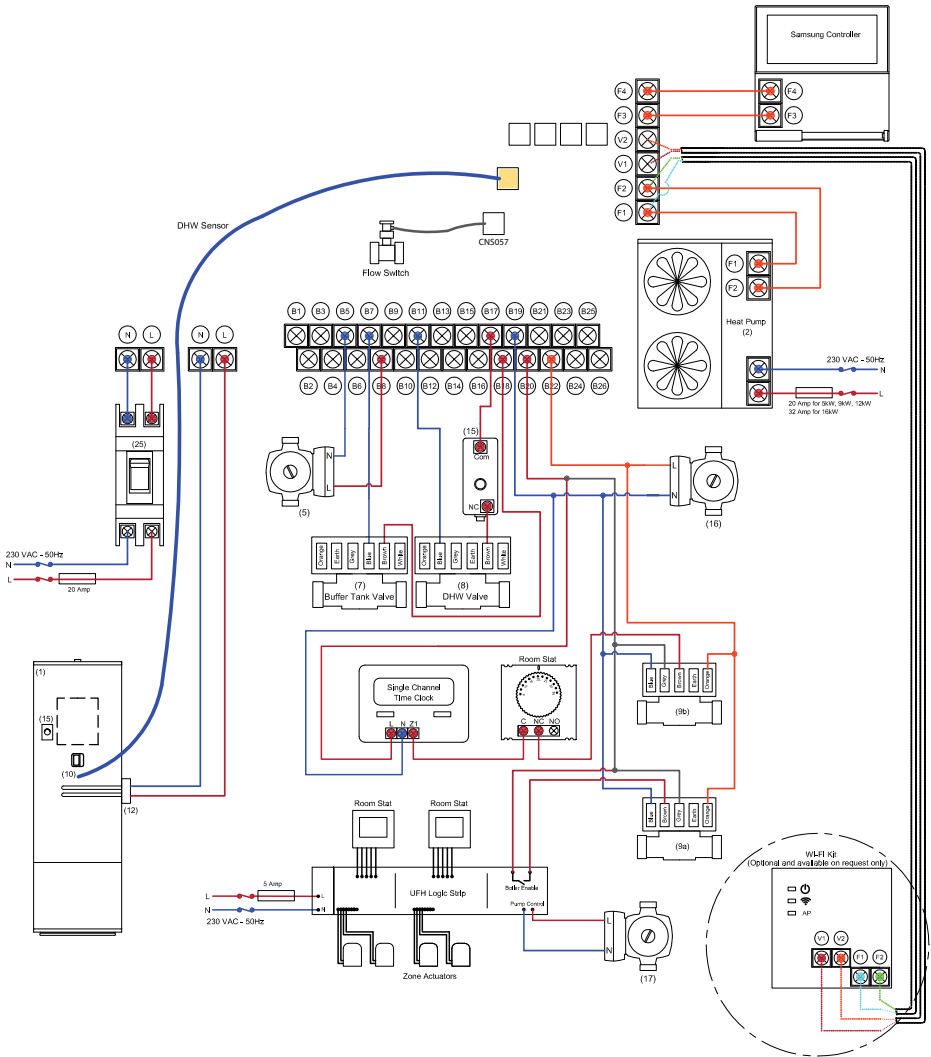 Samsung Controller
F4
F3
V2
V1
F2
F1
F4
F3
DHW Sensor
CN5057
Flow Switch
F1
F2
Heat Pump
(2)
230 VAC - 50Hz
N
L
20 Amp for 5kW, 9kW, 12kW
32 Amp for 16kW
B1 B3 B5 B7 B9 B11 B13 B15 B17 B19 B21 B23 B25
B2 B4 B6 B8 B10 B12 B14 B16 B18 B20 B22 B24 B26
N L N L
(25)
230 VAC - 50Hz
N
L
20 Amp
N
L
(5)
(15)
Com
NC
L
N
(16)
Orange Earth Grey Blue Brown White
(7)
Buffer Tank Valve
Orange Blue Grey Earth Brown White
(8)
DHW Valve
(1)
(15)
(10)
(12)
Single Channel
Time Clock
L N Z1
Room Stat
C NC NO
Blue Grey Brown Earth Orange
(9b)
Blue Brown Grey Earth Orange
(9a)
Room Stat
Room Stat
L
N
5 Amp
230 VAC - 50Hz
L
N
UFH Logic Strip
Boiler Enable
Pump Control
Zone Actuators
L
N
(17)
Wi-Fi Kit
(Optional and available on request only)
AP
V1 V2 F1 F2